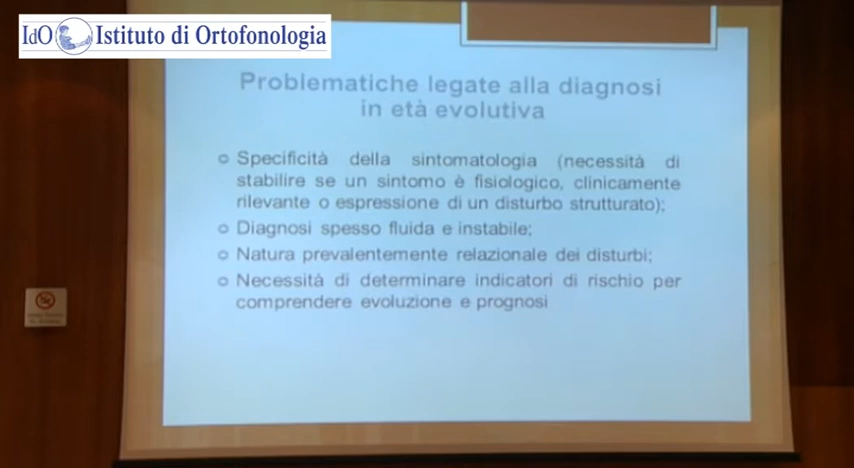 IdO Istituto di Ortofonologia
Problematiche legate alla diagnosi
in età evolutiva
Specificità della sintomatologia (necessità di
stabilire se un sintomo è fisiologico, clinicamente
rilevante o espressione di un disturbo strutturato);
Diagnosi spesso fluida e instabile;
Natura prevalentemente relazionale dei disturbi;
Necessità di determinare indicatori di rischio per
comprendere evoluzione e prognosi